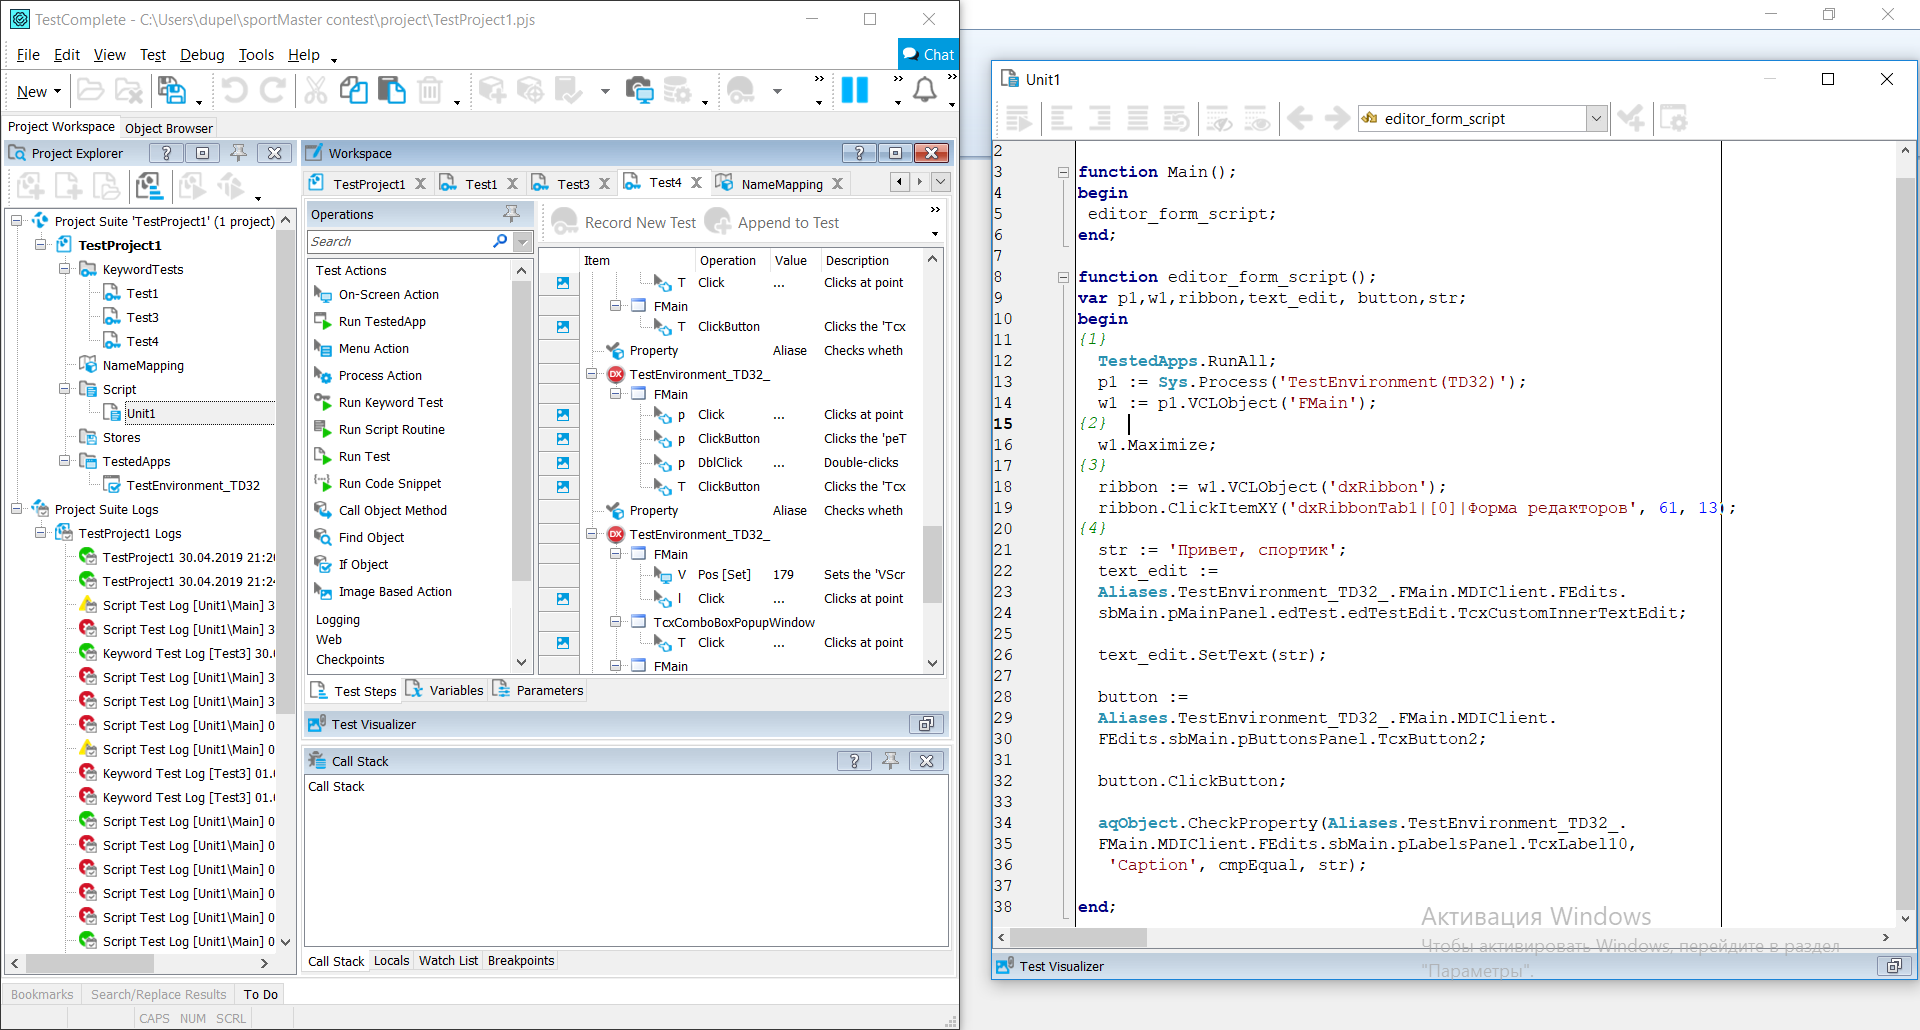 TestComplete - C:\Users\dupel\sportMaster contest\project\TestProject1.pjs
File Edit View Test Debug Tools Help
Chat
New
Project Workspace Object Browser
Project Explorer
Project Suite 'TestProject1' (1 project)
TestProject1
KeywordTests
Test1
Test3
Test4
NameMapping
Script
Unit1
Stores
TestedApps
TestEnvironment_TD32
Project Suite Logs
TestProject1 Logs
TestProject1 30.04.2019 21:20
TestProject1 30.04.2019 21:24
Script Test Log [Unit1\Main] 3
Script Test Log [Unit1\Main] 3
Keyword Test Log [Test3] 30.
Script Test Log [Unit1\Main] 3
Script Test Log [Unit1\Main] 3
Script Test Log [Unit1\Main] 0
Script Test Log [Unit1\Main] 0
Keyword Test Log [Test3] 01.
Keyword Test Log [Test3] 01.
Script Test Log [Unit1\Main] 0
Script Test Log [Unit1\Main] 0
Script Test Log [Unit1\Main] 0
Script Test Log [Unit1\Main] 0
Script Test Log [Unit1\Main] 0
Script Test Log [Unit1\Main] 0
Workspace
TestProject1 Test1 Test3 Test4 NameMapping
Operations
Search
Test Actions
On-Screen Action
Run TestedApp
Menu Action
Process Action
Run Keyword Test
Run Script Routine
Run Test
Run Code Snippet
Call Object Method
Find Object
If Object
Image Based Action
Logging
Web
Checkpoints
Record New Test Append to Test
Item Operation Value Description
T Click ... Clicks at point
FMain
T ClickButton Clicks the 'Tcx
Property Aliase Checks wheth
TestEnvironment_TD32_
FMain
p Click ... Clicks at point
p ClickButton Clicks the 'peT
p DblClick ... Double-clicks
T ClickButton Clicks the 'Tcx
Property Aliase Checks wheth
TestEnvironment_TD32_
FMain
V Pos [Set] 179 Sets the 'VScr
l Click ... Clicks at point
TcxComboBoxPopupWindow
T Click ... Clicks at point
FMain
Test Steps Variables Parameters
Test Visualizer
Call Stack
Call Stack
Call Stack Locals Watch List Breakpoints
Bookmarks Search/Replace Results To Do
CAPS NUM SCRL
Unit1
editor_form_script
2
3 function Main();
4 begin
5 editor_form_script;
6 end;
7
8 function editor_form_script();
9 var p1,w1,ribbon,text_edit, button,str;
10 begin
11 {1}
12 TestedApps.RunAll;
13 p1 := Sys.Process('TestEnvironment(TD32)');
14 w1 := p1.VCLObject('FMain');
15 {2}
16 w1.Maximize;
17 {3}
18 ribbon := w1.VCLObject('dxRibbon');
19 ribbon.ClickItemXY('dxRibbonTab1|[0]|Форма редакторов', 61, 13);
20 {4}
21 str := 'Привет, спортик';
22 text_edit :=
23 Aliases.TestEnvironment_TD32_.FMain.MDIClient.FEdits.
24 sbMain.pMainPanel.edTest.edTestEdit.TcxCustomInnerTextEdit;
25
26 text_edit.SetText(str);
27
28 button :=
29 Aliases.TestEnvironment_TD32_.FMain.MDIClient.
30 FEdits.sbMain.pButtonsPanel.TcxButton2;
31
32 button.ClickButton;
33
34 aqObject.CheckProperty(Aliases.TestEnvironment_TD32_.
35 FMain.MDIClient.FEdits.sbMain.pLabelsPanel.TcxLabel10,
36 'Caption', cmpEqual, str);
37
38 end;
Активация Windows
Чтобы активировать Windows, перейдите в раздел
"Параметры".
Test Visualizer